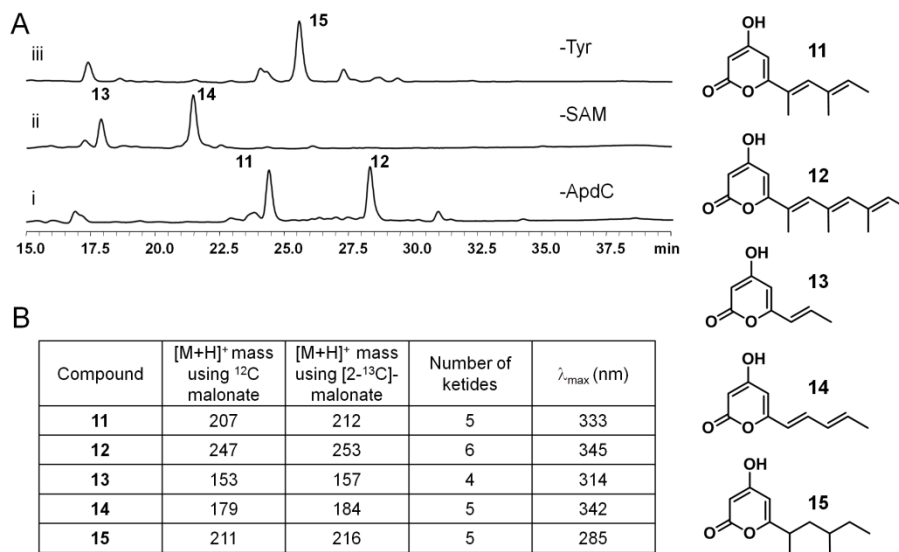 A
iii
15
-Tyr
13
14
ii
-SAM
11
12
i
-ApdC
15.0 17.5 20.0 22.5 25.0 27.5 30.0 32.5 35.0 37.5 min
B
Compound [M+H]+ mass using 12C malonate [M+H]+ mass using [2-13C]-malonate Number of ketides λmax (nm)
11 207 212 5 333
12 247 253 6 345
13 153 157 4 314
14 179 184 5 342
15 211 216 5 285
OH
11
O O
OH
12
O O
OH
13
O O
OH
14
O O
OH
15
O O